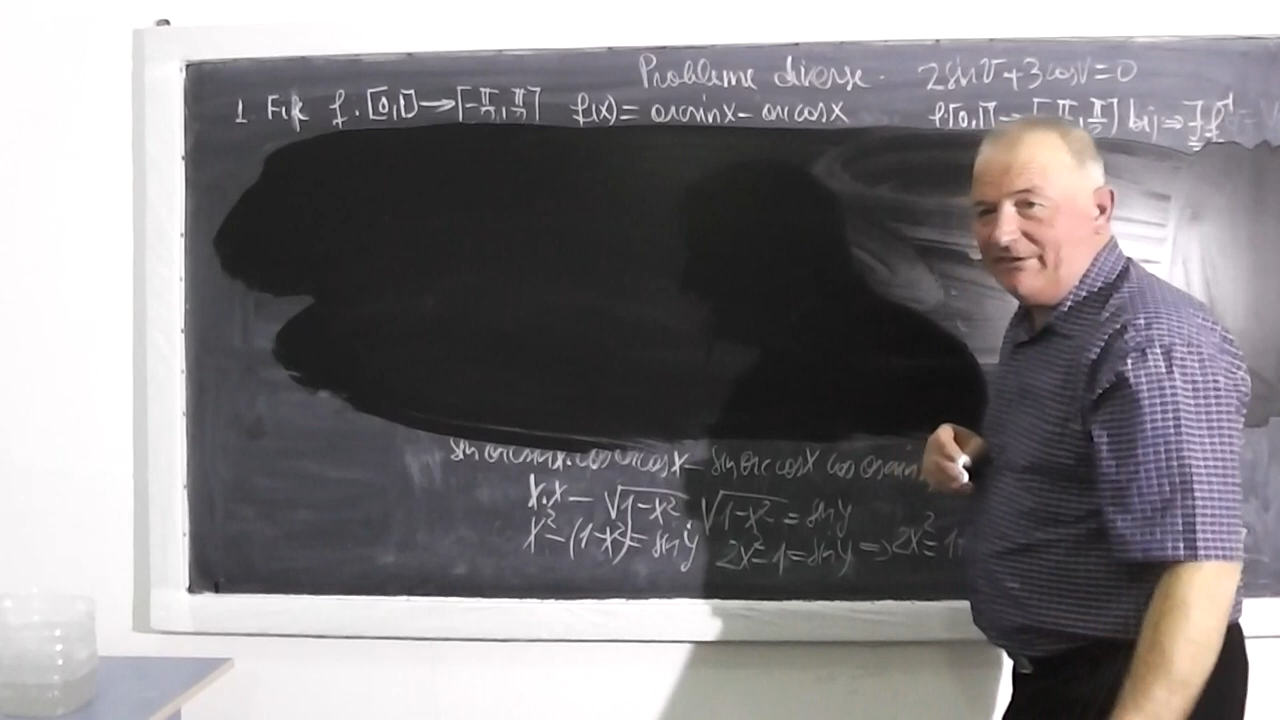 Probleme diverse. 2sinv+3cosv=0
1 Fie f:[0,1]→[-π/2,π/2] f(x)= arcsinx- arccosx
f:[0,1]→[-π/2,π/2] bij⇒∃f⁻¹
sin arcsinx.cos arccosx- sin arccosx cos arcsin
x.x- √1-x² √1-x² = sin y
x²-(1-x²)= sin y 2x²-1=sin y ⇒ 2x²=1+